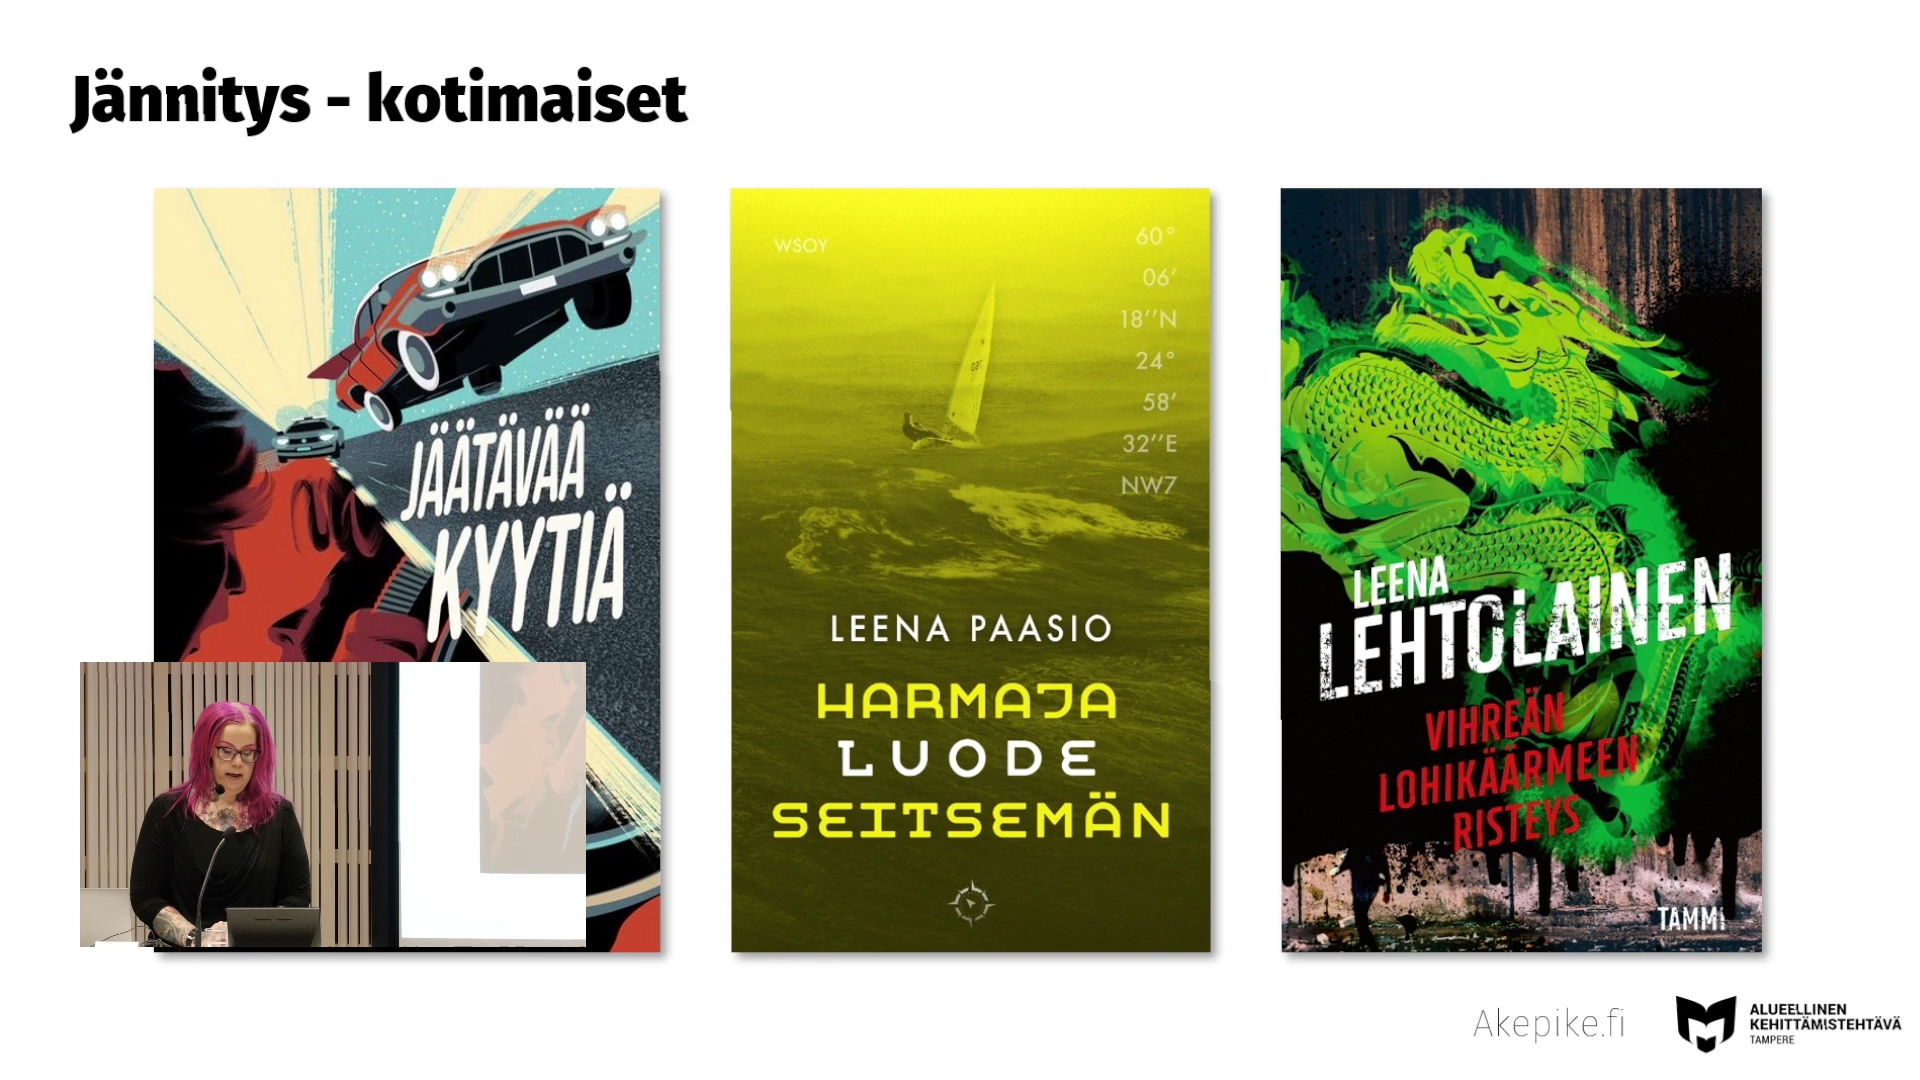 Jännitys - kotimaiset
JÄÄTÄVÄÄ
KYYTIÄ
WSOY
60°
06'
18''N
24°
58'
32''E
NW7
LEENA PAASIO
HARMAJA
LUODE
SEITSEMÄN
LEENA
LEHTOLAINEN
VIHREÄN
LOHIKÄÄRMEEN
RISTEYS
TAMMI
Akepike.fi
ALUEELLINEN
KEHITTÄMISTEHTÄVÄ
TAMPERE